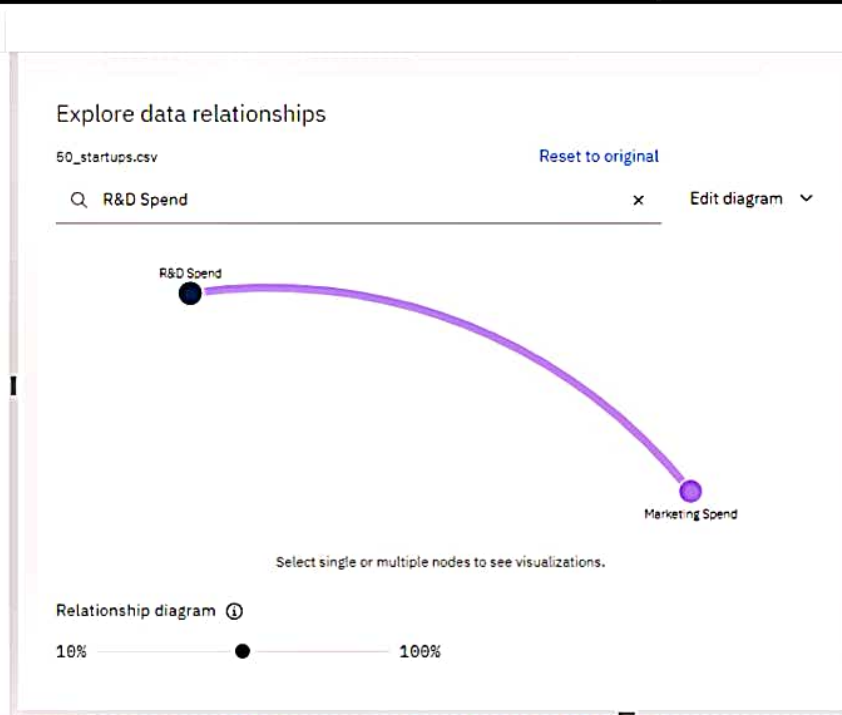 Explore data relationships
50_startups.csv
Reset to original
R&D Spend
Edit diagram
R&D Spend
Marketing Spend
Select single or multiple nodes to see visualizations.
Relationship diagram
10%
100%